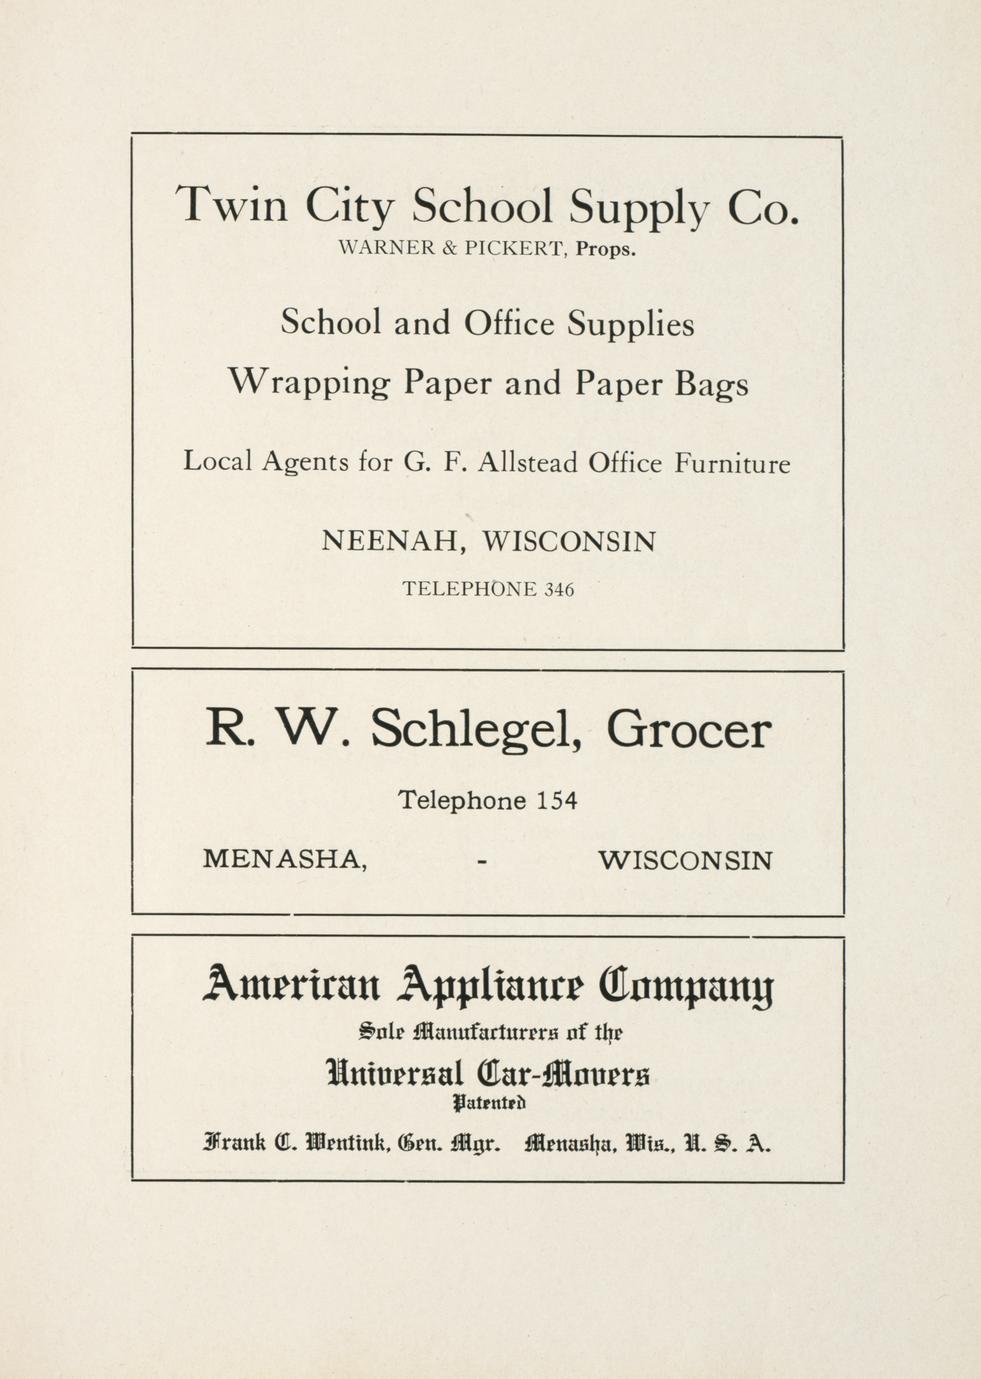 Twin City School Supply Co.
WARNER & PICKERT, Props.
School and Office Supplies
Wrapping Paper and Paper Bags
Local Agents for G. F. Allstead Office Furniture
NEENAH, WISCONSIN
TELEPHONE 346
R. W. Schlegel, Grocer
Telephone 154
MENASHA, - WISCONSIN
American Appliance Company
Sole Manufacturers of the
Universal Car-Movers
Patented
Frank C. Wentink, Gen. Mgr. Menasha, Wis., U. S. A.